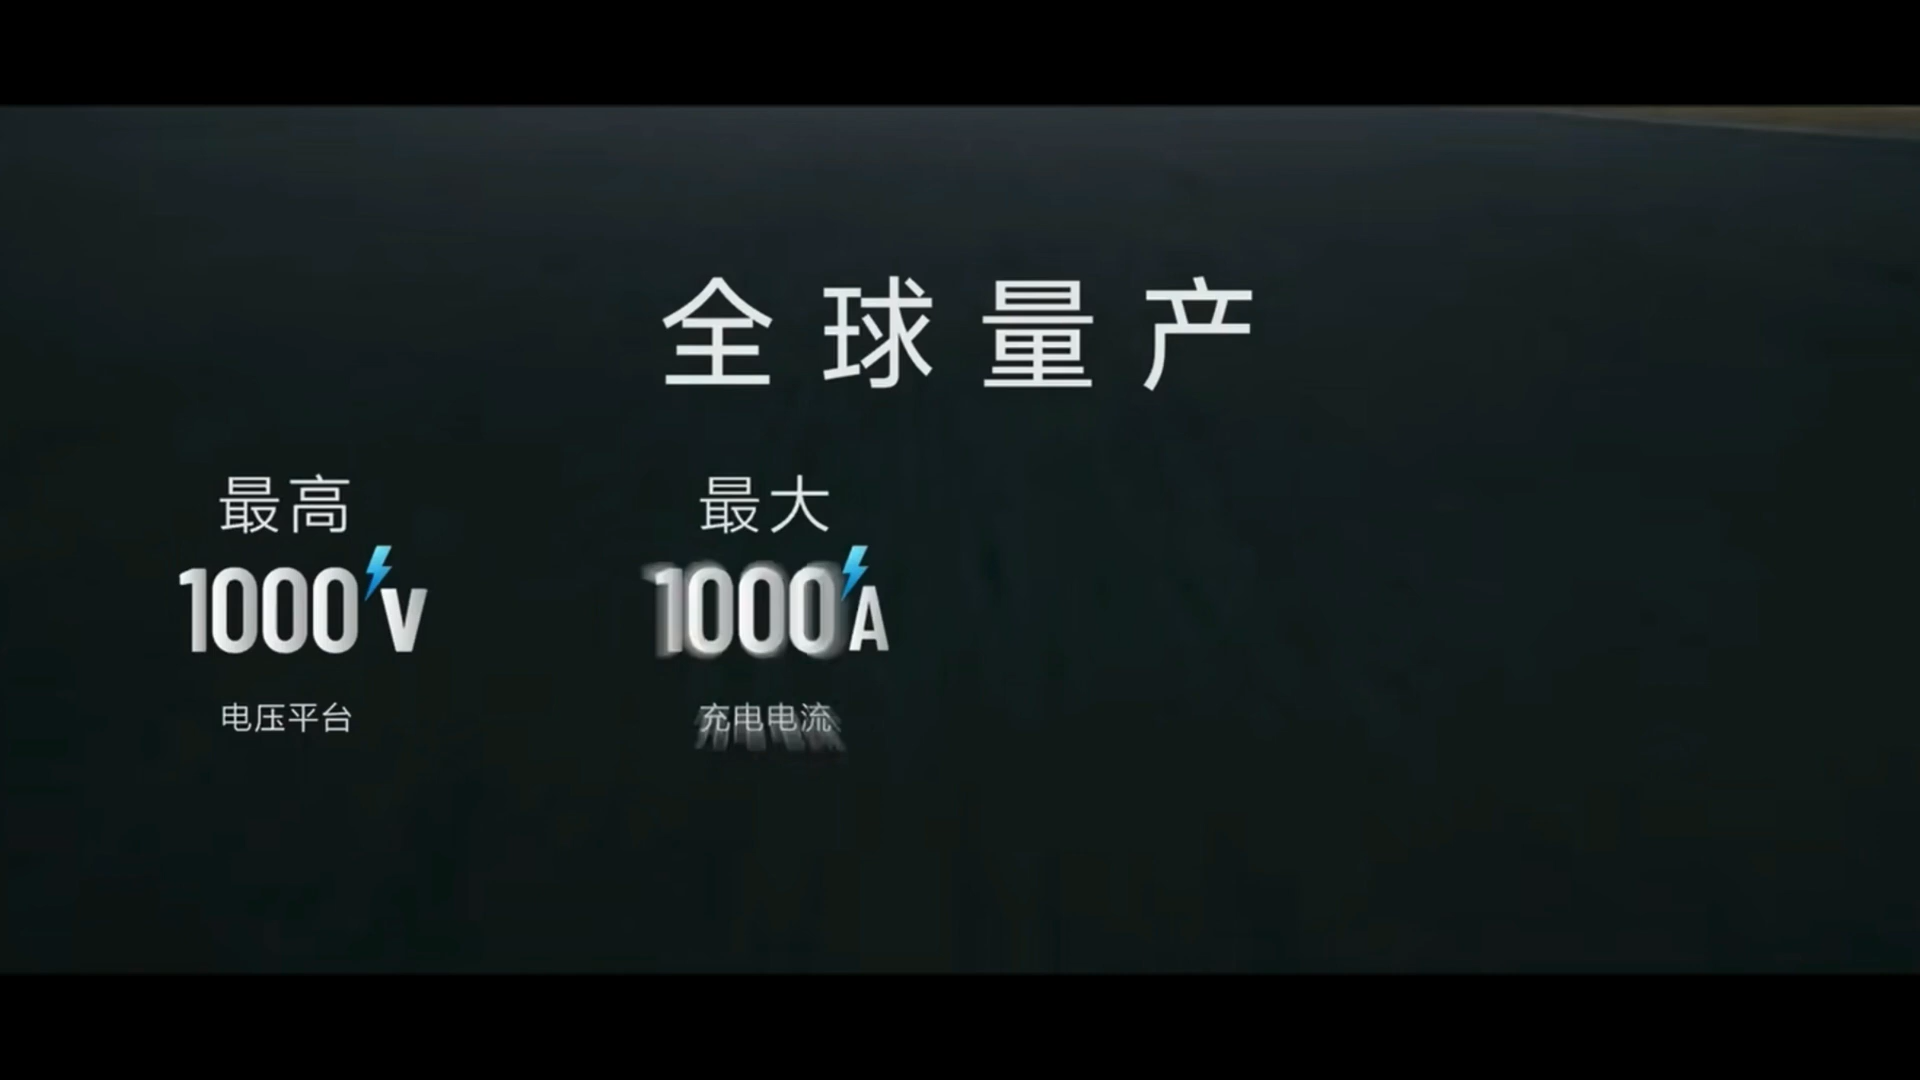 全球量产
最高
1000V
电压平台
最大
1000A
充电电流